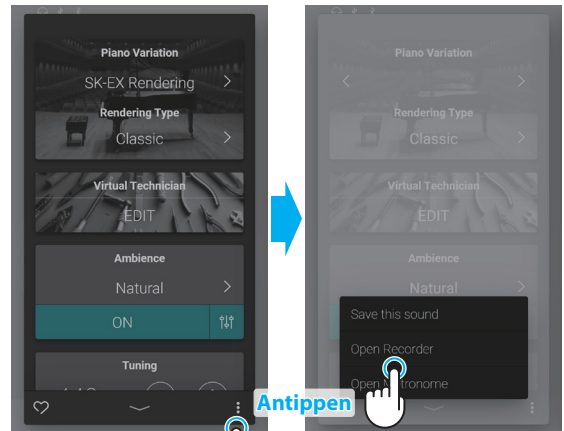 Piano Variation
SK-EX Rendering
Rendering Type
Classic
Virtual Technician
EDIT
Ambience
Natural
ON
Tuning
Antippen
Piano Variation
Rendering Type
Classic
Virtual Technician
EDIT
Ambience
Natural
Save this sound
Open Recorder
Open